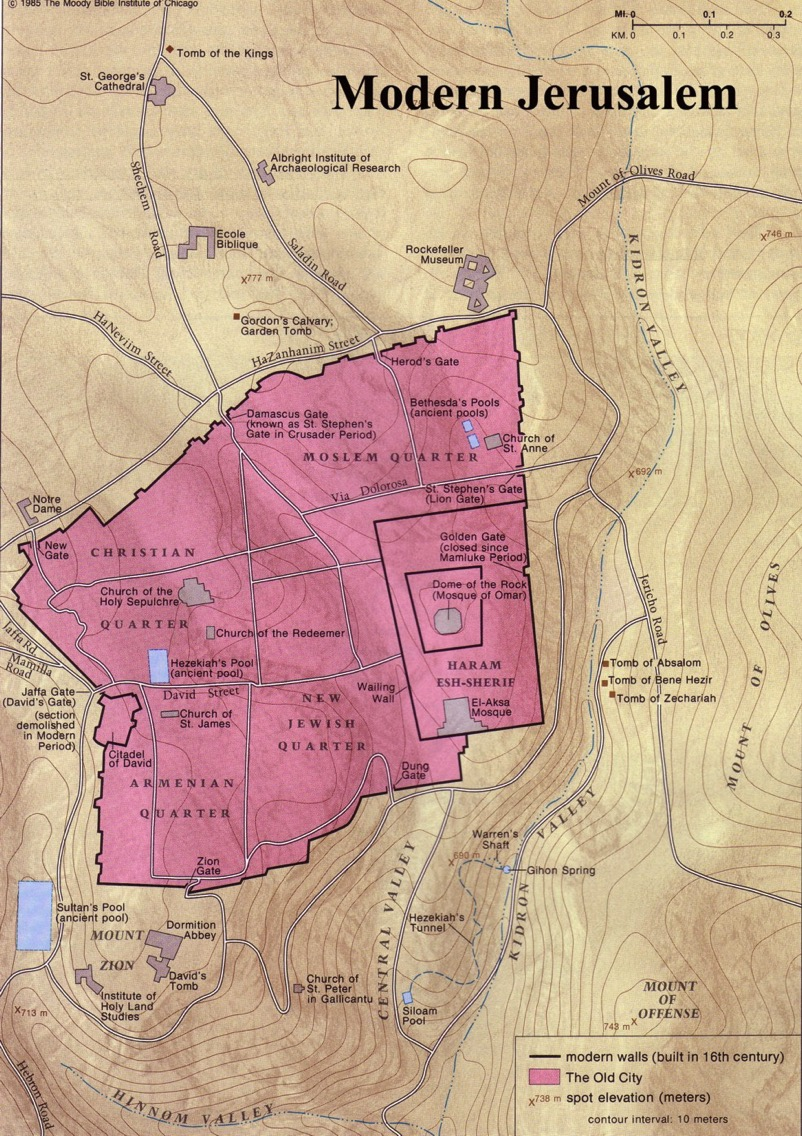 © 1985 The Moody Bible Institute of Chicago
MI. 0 0.1 0.2
KM. 0 0.1 0.2 0.3
Modern Jerusalem
Tomb of the Kings
St. George's
Cathedral
Albright Institute of
Archaeological Research
Shechem Road
Mount of Olives Road
Ecole
Biblique
Saladin Road
Rockefeller
Museum
x746 m
x777 m
KIDRON VALLEY
HaNeviim Street
Gordon's Calvary;
Garden Tomb
HaZanhanim Street
Herod's Gate
Damascus Gate
(known as St. Stephen's
Gate in Crusader Period)
Bethesda's Pools
(ancient pools)
Church of
St. Anne
MOSLEM QUARTER
x692 m
Via Dolorosa
St. Stephen's Gate
(Lion Gate)
Notre
Dame
New
Gate
CHRISTIAN
QUARTER
Golden Gate
(closed since
Mamluke Period)
Church of the
Holy Sepulchre
Dome of the Rock
(Mosque of Omar)
Jericho Road
MOUNT OF OLIVES
Church of the Redeemer
Jaffa Rd
Mamilla
Road
Hezekiah's Pool
(ancient pool)
HARAM
ESH-SHERIF
Tomb of Absalom
Tomb of Bene Hezir
Tomb of Zechariah
Jaffa Gate
(David's Gate)
(section
demolished
in Modern
Period)
David Street
Wailing
Wall
NEW
JEWISH
QUARTER
El-Aksa
Mosque
Church of
St. James
Citadel
of David
ARMENIAN
QUARTER
Dung
Gate
Zion
Gate
Warren's
Shaft
x690 m
Gihon Spring
KIDRON VALLEY
CENTRAL VALLEY
Hezekiah's
Tunnel
Sultan's Pool
(ancient pool)
MOUNT
ZION
Dormition
Abbey
David's
Tomb
Institute of
Holy Land
Studies
Church of
St. Peter
in Gallicantu
Siloam
Pool
MOUNT
OF
OFFENSE
743 m x
x713 m
Hebron Road
HINNOM VALLEY
modern walls (built in 16th century)
The Old City
x738 m spot elevation (meters)
contour interval: 10 meters